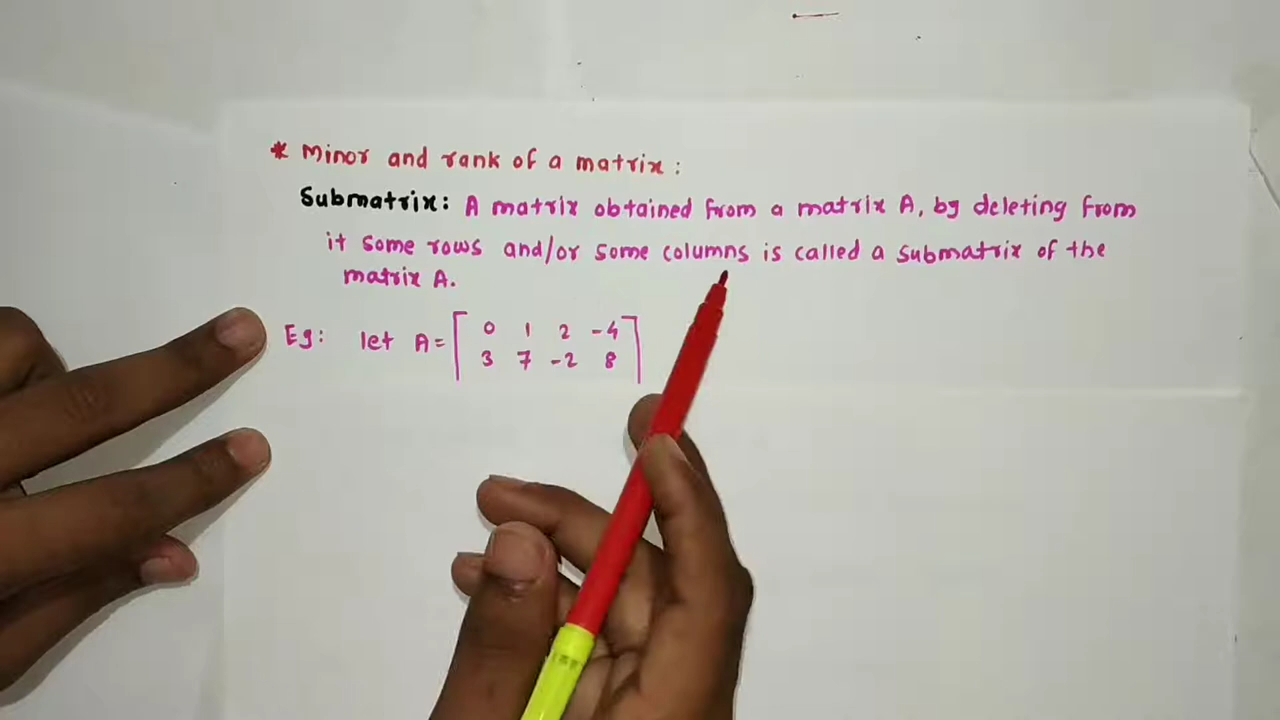 * Minor and rank of a matrix:
Submatrix: A matrix obtained from a matrix A, by deleting from
it some rows and/or some columns is called a submatrix of the
matrix A.
Eg: let A = [ 0 1 2 -4
3 7 -2 8 ]